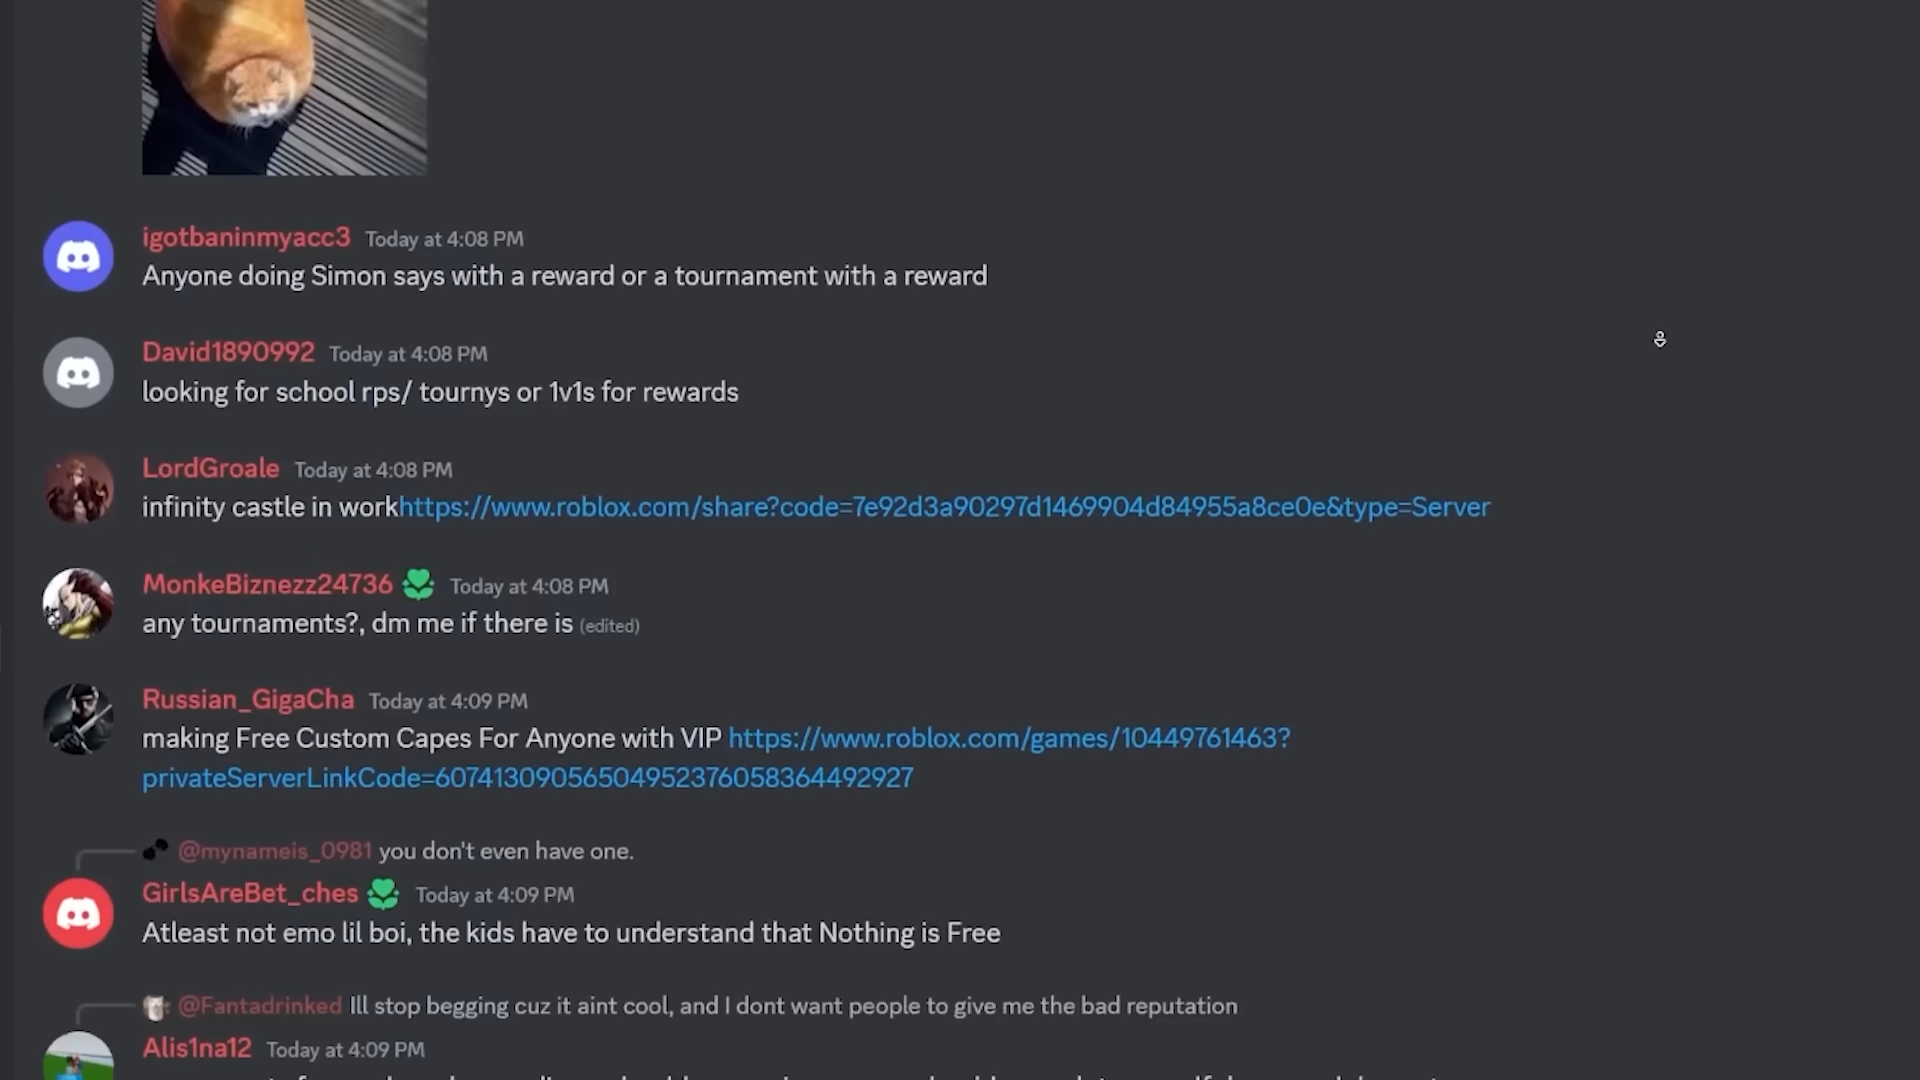 igotbaninmyacc3 Today at 4:08 PM
Anyone doing Simon says with a reward or a tournament with a reward
David1890992 Today at 4:08 PM
looking for school rps/ tournys or 1v1s for rewards
LordGroale Today at 4:08 PM
infinity castle in workhttps://www.roblox.com/share?code=7e92d3a90297d1469904d84955a8ce0e&type=Server
MonkeBiznezz24736 Today at 4:08 PM
any tournaments?, dm me if there is (edited)
Russian_GigaCha Today at 4:09 PM
making Free Custom Capes For Anyone with VIP https://www.roblox.com/games/10449761463?
privateServerLinkCode=60741309056504952376058364492927
@mynameis_0981 you don't even have one.
GirlsAreBet_ches Today at 4:09 PM
Atleast not emo lil boi, the kids have to understand that Nothing is Free
@Fantadrinked Ill stop begging cuz it aint cool, and I dont want people to give me the bad reputation
Alis1na12 Today at 4:09 PM